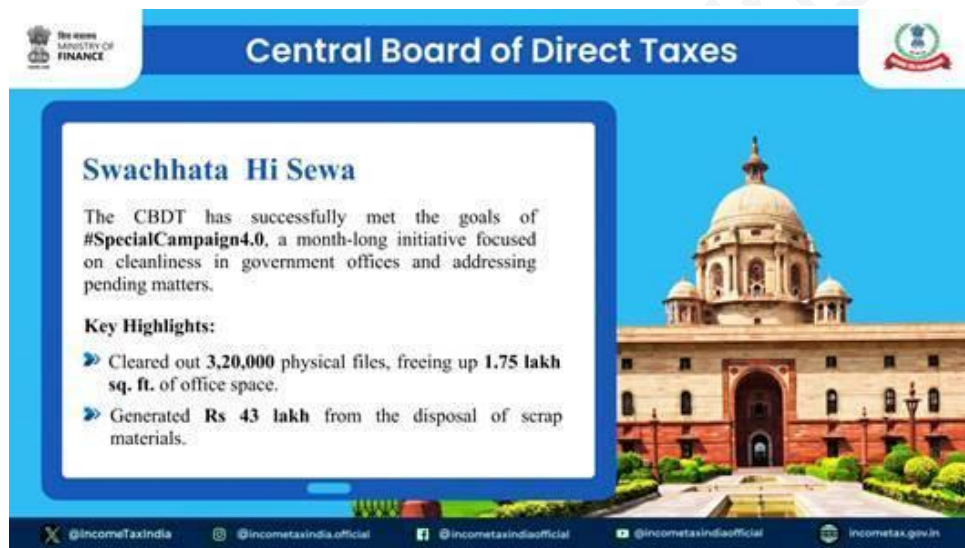 वित्त मंत्रालय
MINISTRY OF
FINANCE
Central Board of Direct Taxes
Swachhata Hi Sewa
The CBDT has successfully met the goals of
#SpecialCampaign4.0, a month-long initiative focused
on cleanliness in government offices and addressing
pending matters.
Key Highlights:
Cleared out 3,20,000 physical files, freeing up 1.75 lakh
sq. ft. of office space.
Generated Rs 43 lakh from the disposal of scrap
materials.
@IncomeTaxIndia
@incometaxindia.official
@incometaxindiaofficial
@incometaxindiaofficial
incometax.gov.in